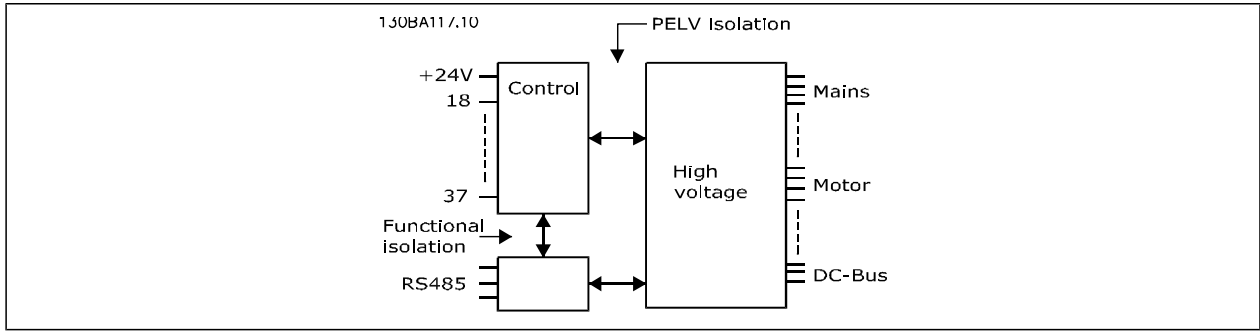 130BA117.10
PELV Isolation
+24V
18
37
Control
Mains
High
voltage
Motor
Functional
isolation
RS485
DC-Bus